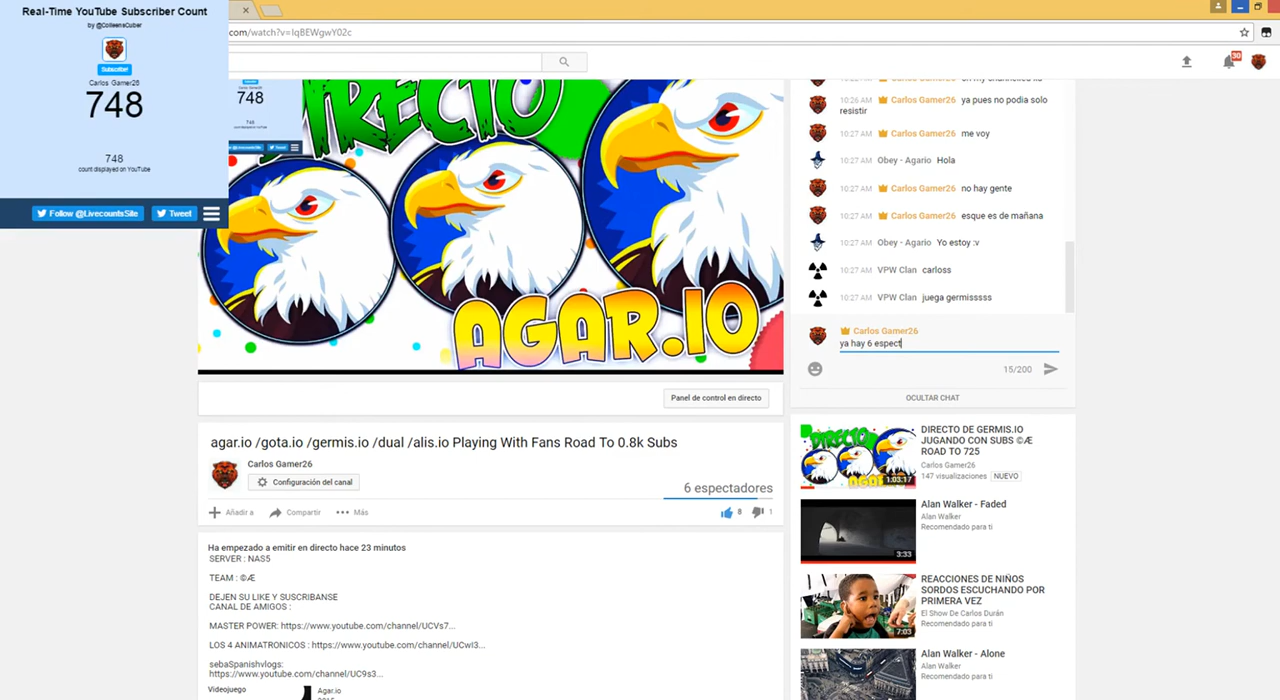 Real-Time YouTube Subscriber Count
by @ColleensCuber
Subscribe!
Carlos Gamer26
748
748
count displayed on YouTube
Follow @LivecountsSite
Tweet
com/watch?v=IqBEWgwY02c
30
748
DIRECTO
AGAR.IO
10:26 AM Carlos Gamer26 ya pues no podia solo
resistir
10:27 AM Carlos Gamer26 me voy
10:27 AM Obey - Agario Hola
10:27 AM Carlos Gamer26 no hay gente
10:27 AM Carlos Gamer26 esque es de mañana
10:27 AM Obey - Agario Yo estoy :v
10:27 AM VPW Clan carloss
10:27 AM VPW Clan juega germisssss
Carlos Gamer26
ya hay 6 espect
15/200
OCULTAR CHAT
Panel de control en directo
agar.io /gota.io /germis.io /dual /alis.io Playing With Fans Road To 0.8k Subs
Carlos Gamer26
Configuración del canal
6 espectadores
Añadir a
Compartir
Más
8
1
Ha empezado a emitir en directo hace 23 minutos
SERVER : NAS5
TEAM : ©Æ
DEJEN SU LIKE Y SUSCRIBANSE
CANAL DE AMIGOS :
MASTER POWER: https://www.youtube.com/channel/UCVs7...
LOS 4 ANIMATRONICOS : https://www.youtube.com/channel/UCwI3...
sebaSpanishvlogs:
https://www.youtube.com/channel/UC9s3...
Videojuego
Agar.io
DIRECTO
1:03:17
DIRECTO DE GERMIS.IO
JUGANDO CON SUBS ©Æ
ROAD TO 725
Carlos Gamer26
147 visualizaciones NUEVO
3:33
Alan Walker - Faded
Alan Walker
Recomendado para ti
7:03
REACCIONES DE NIÑOS
SORDOS ESCUCHANDO POR
PRIMERA VEZ
El Show De Carlos Durán
Recomendado para ti
Alan Walker - Alone
Alan Walker
Recomendado para ti